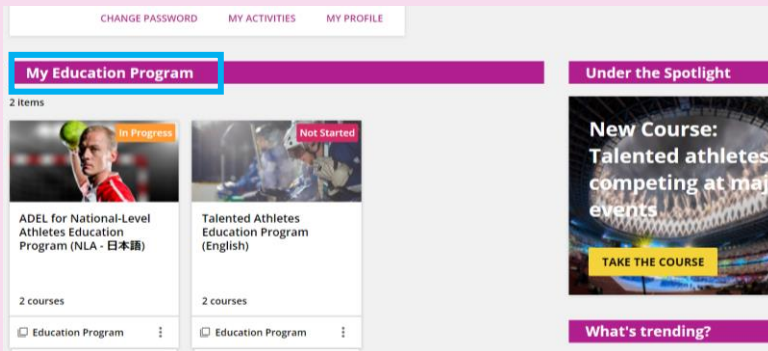 CHANGE PASSWORD MY ACTIVITIES MY PROFILE
My Education Program
2 items
In Progress
ADEL for National-Level
Athletes Education
Program (NLA - 日本語)
2 courses
Education Program
Not Started
Talented Athletes
Education Program
(English)
2 courses
Education Program
Under the Spotlight
New Course:
Talented athletes
competing at
events
TAKE THE COURSE
What's trending?